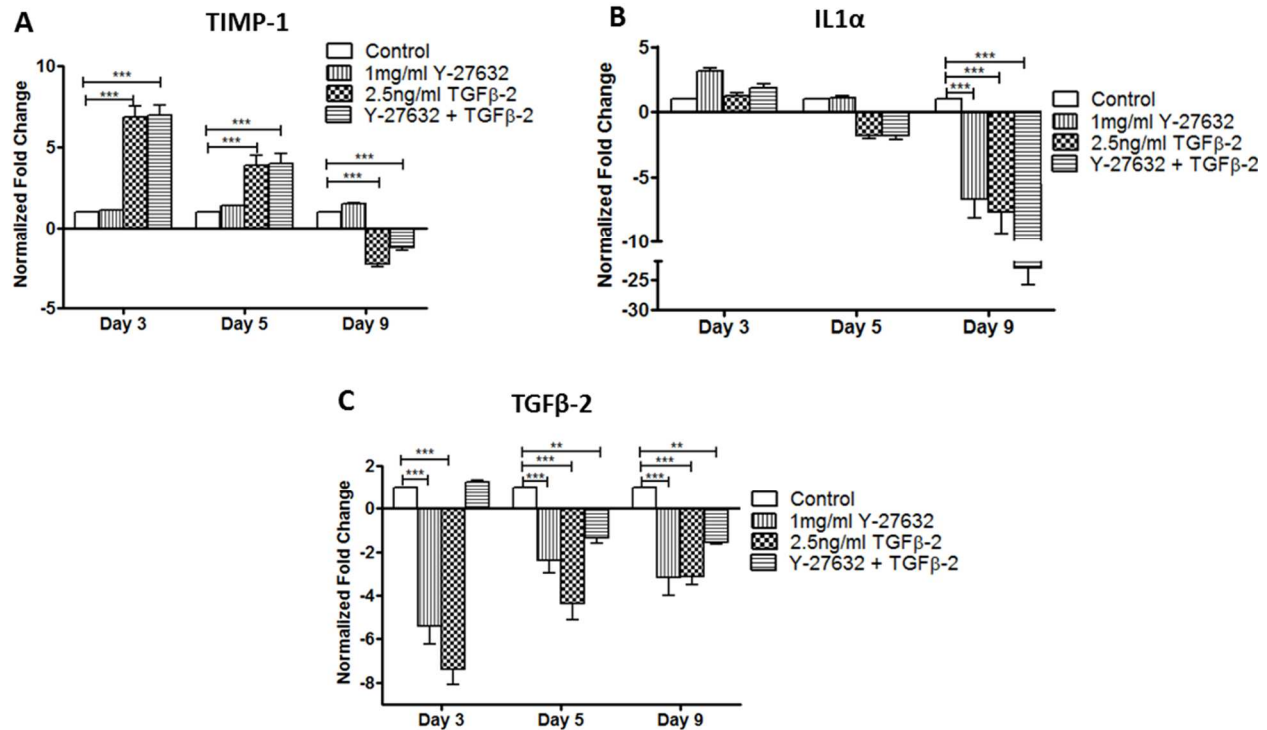 A
TIMP-1
Control
1mg/ml Y-27632
2.5ng/ml TGFβ-2
Y-27632 + TGFβ-2
Normalized Fold Change
10
5
0
-5
***
***
***
***
***
***
Day 3
Day 5
Day 9
B
IL1α
Control
1mg/ml Y-27632
2.5ng/ml TGFβ-2
Y-27632 + TGFβ-2
Normalized Fold Change
5
0
-5
-10
-25
-30
***
***
***
Day 3
Day 5
Day 9
C
TGFβ-2
Control
1mg/ml Y-27632
2.5ng/ml TGFβ-2
Y-27632 + TGFβ-2
Normalized Fold Change
2
0
-2
-4
-6
-8
***
***
**
***
***
**
***
***
Day 3
Day 5
Day 9